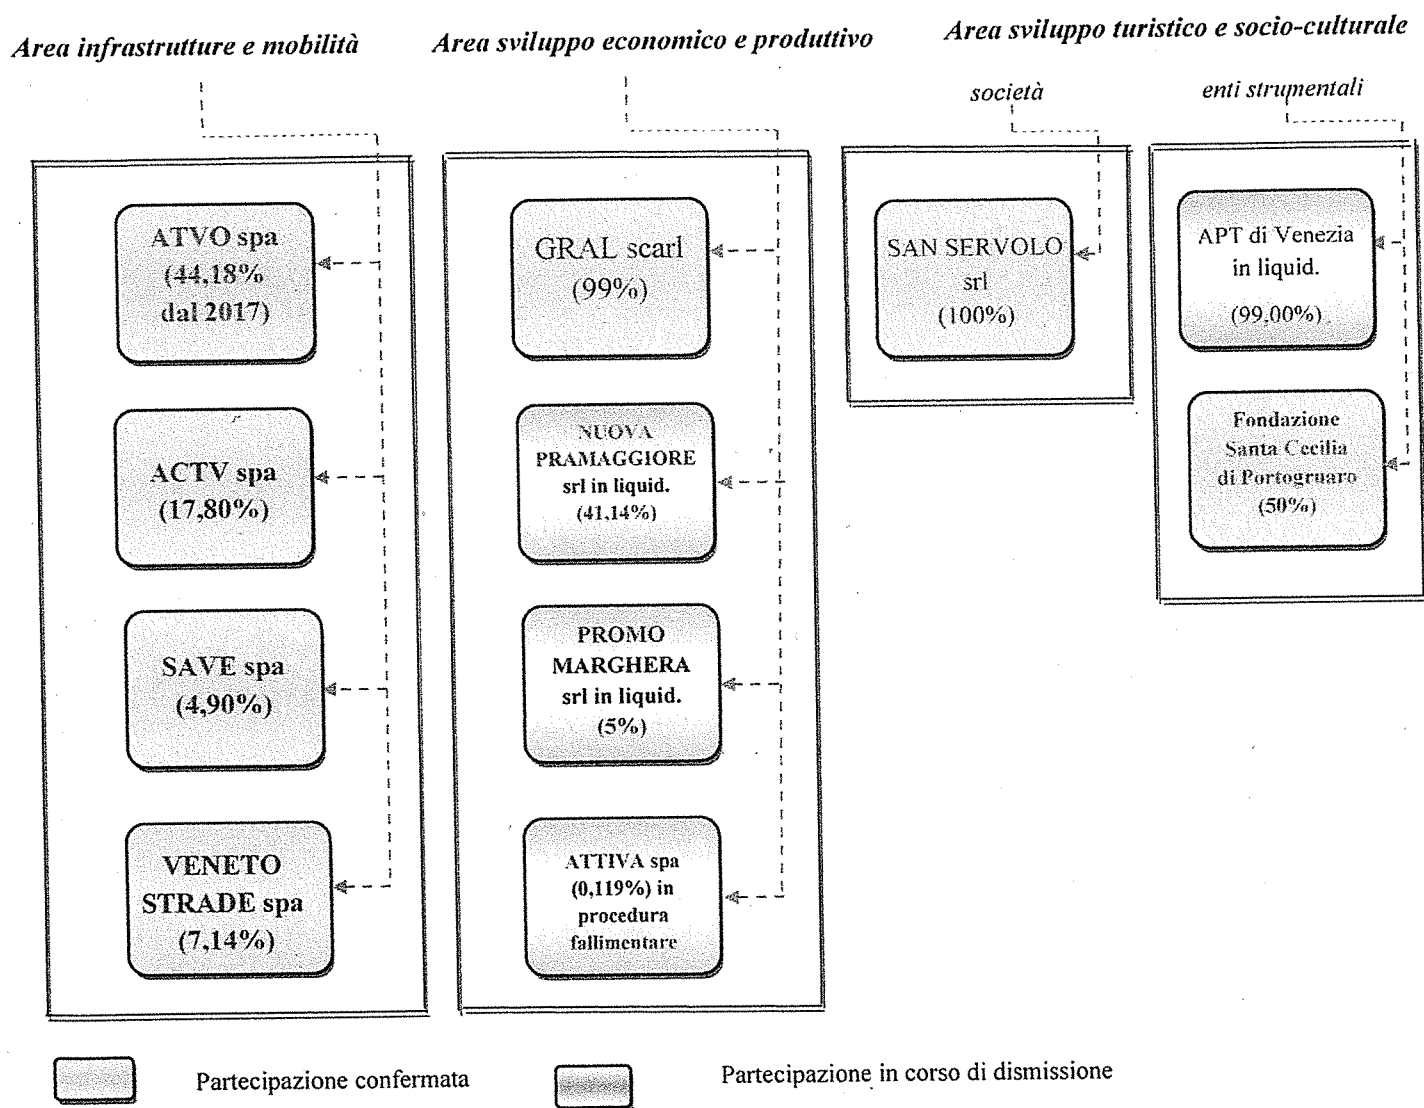 Area infrastrutture e mobilità
ATVO spa
(44,18%
dal 2017)
ACTV spa
(17,80%)
SAVE spa
(4,90%)
VENETO
STRADE spa
(7,14%)
Area sviluppo economico e produttivo
GRAL scarl
(99%)
NUOVA
PRAMAGGIORE
srl in liquid.
(41,14%)
PROMO
MARGHERA
srl in liquid.
(5%)
ATTIVA spa
(0,119%) in
procedura
fallimentare
Area sviluppo turistico e socio-culturale
società
SAN SERVOLO
srl
(100%)
enti strumentali
APT di Venezia
in liquid.
(99,00%)
Fondazione
Santa Cecilia
di Portogruaro
(50%)
Partecipazione confermata
Partecipazione in corso di dismissione